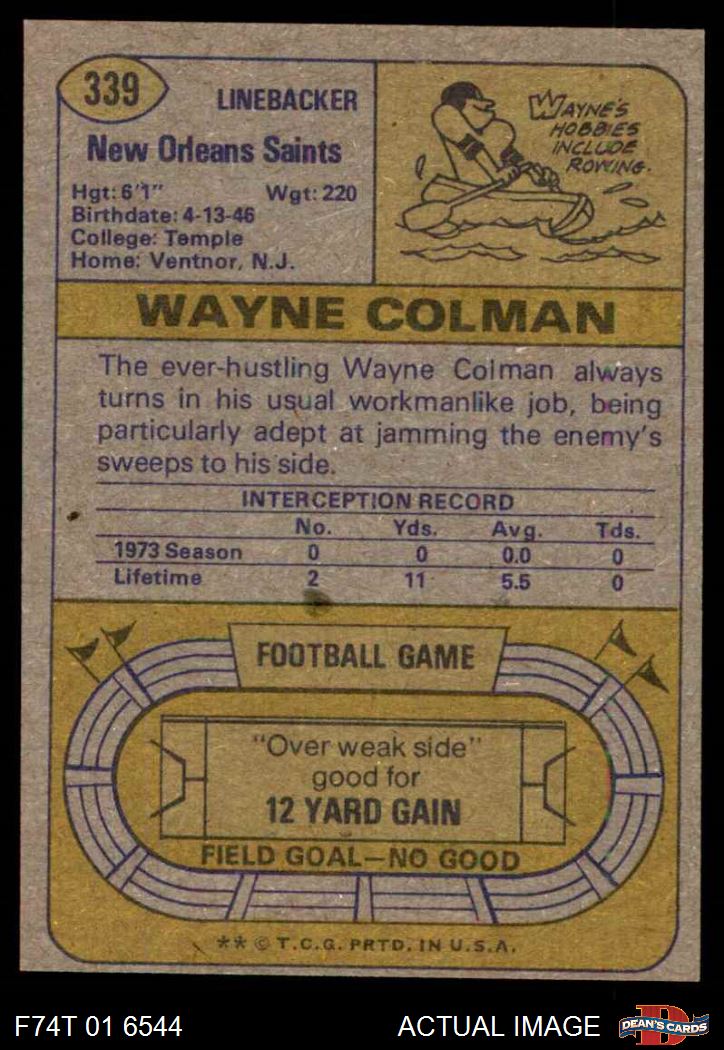 339
LINEBACKER
New Orleans Saints
Hgt: 6'1" Wgt: 220
Birthdate: 4-13-46
College: Temple
Home: Ventnor, N.J.
WAYNE'S
HOBBIES
INCLUDE
ROWING.
WAYNE COLMAN
The ever-hustling Wayne Colman always
turns in his usual workmanlike job, being
particularly adept at jamming the enemy's
sweeps to his side.
INTERCEPTION RECORD
No. Yds. Avg. Tds.
1973 Season 0 0 0.0 0
Lifetime 2 11 5.5 0
FOOTBALL GAME
"Over weak side"
good for
12 YARD GAIN
FIELD GOAL—NO GOOD
** © T.C.G. PRTD. IN U.S.A.
F74T 01 6544 ACTUAL IMAGE
DEAN'S CARDS